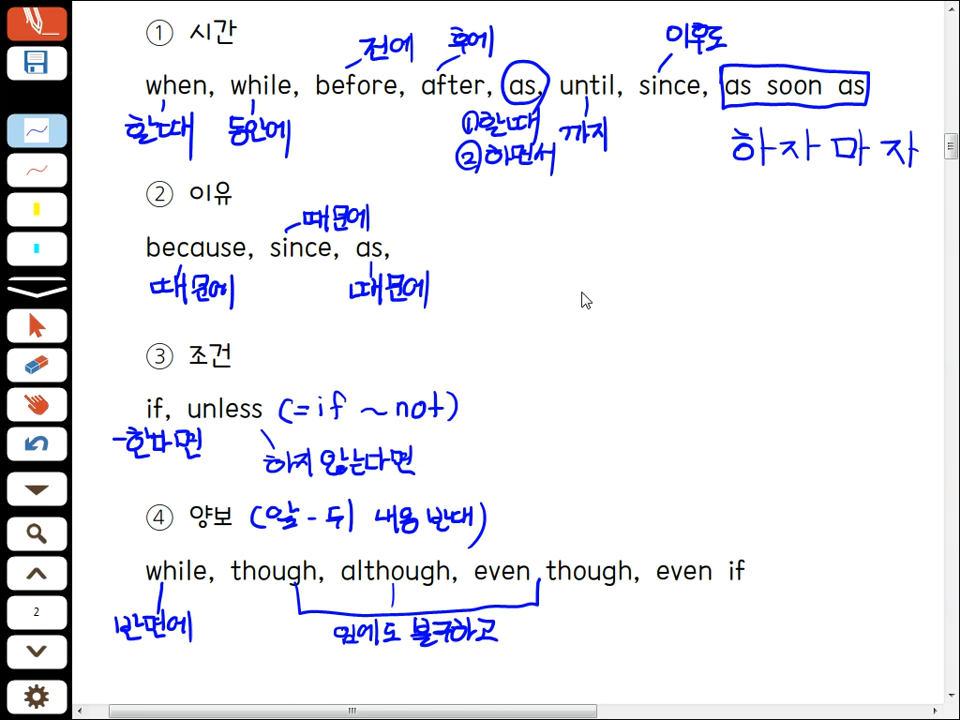 ① 시간
전에 후에 이후도
when, while, before, after, as, until, since, as soon as
할때 동안에 ①할때 까지 하자마자
②하면서
② 이유
때문에
because, since, as,
때문에 때문에
③ 조건
if, unless (= if ~ not)
-한다면
하지 않는다면
④ 양보 (앞-뒤 내용 반대)
while, though, although, even though, even if
반면에 임에도 불구하고
2